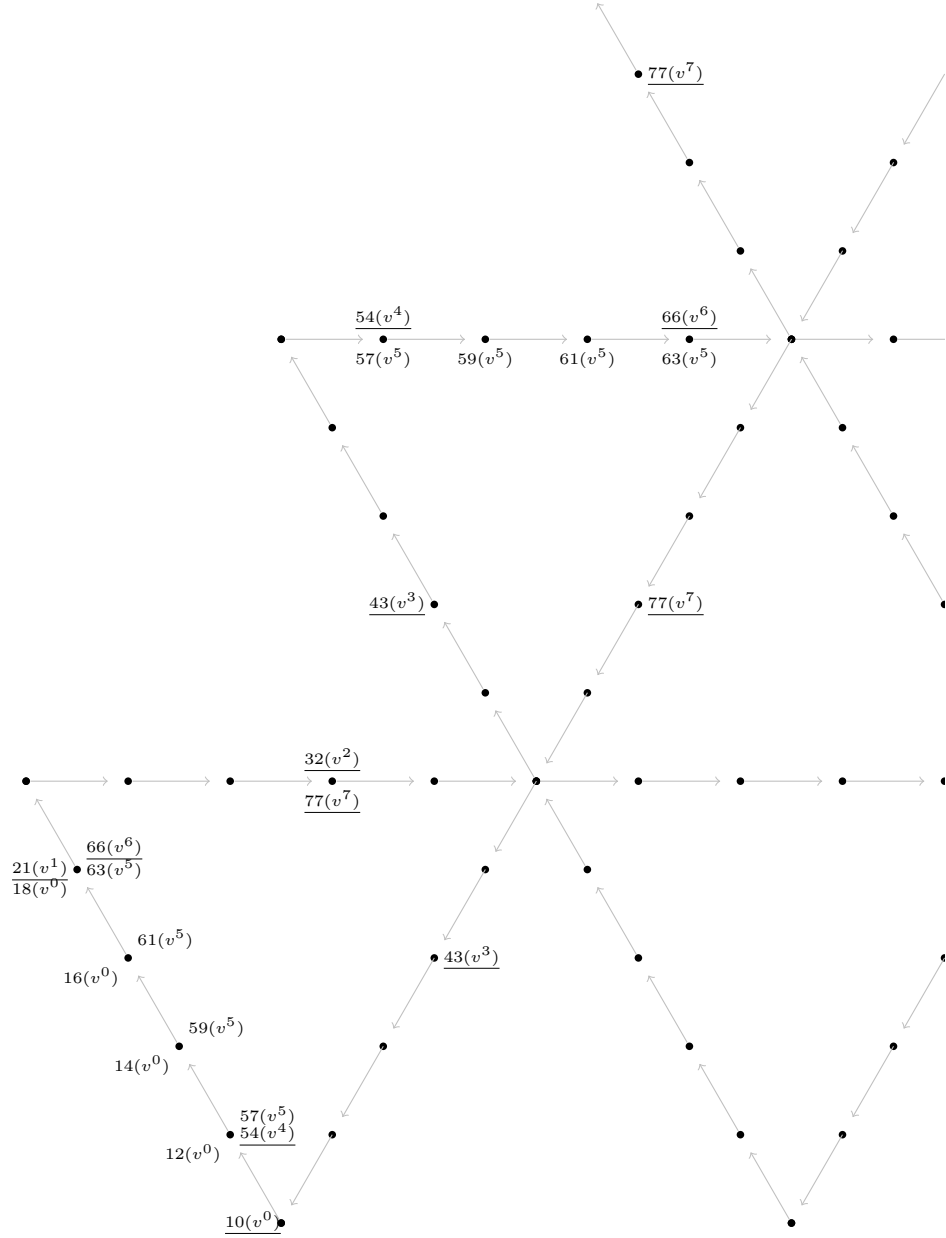 77(v^7)
54(v^4)
66(v^6)
57(v^5)
59(v^5)
61(v^5)
63(v^5)
43(v^3)
77(v^7)
32(v^2)
77(v^7)
66(v^6)
21(v^1)
63(v^5)
18(v^0)
61(v^5)
43(v^3)
16(v^0)
59(v^5)
14(v^0)
57(v^5)
54(v^4)
12(v^0)
10(v^0)